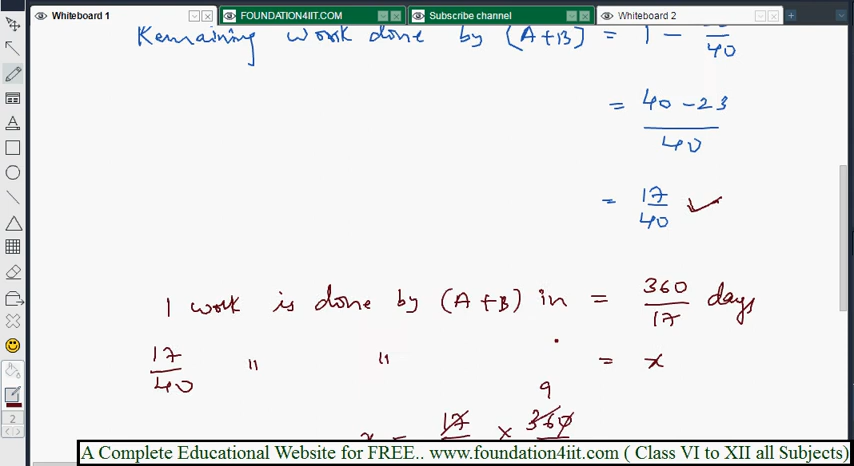 Whiteboard 1 FOUNDATION4IIT.COM Subscribe channel Whiteboard 2
Remaining work done by (A+B) = 1 - /40
= 40 - 23/40
= 17/40 ✓
1 work is done by (A+B) in = 360/17 days
17/40 " " = x
9
x = 17 × 360
2
A Complete Educational Website for FREE.. www.foundation4iit.com ( Class VI to XII all Subjects)